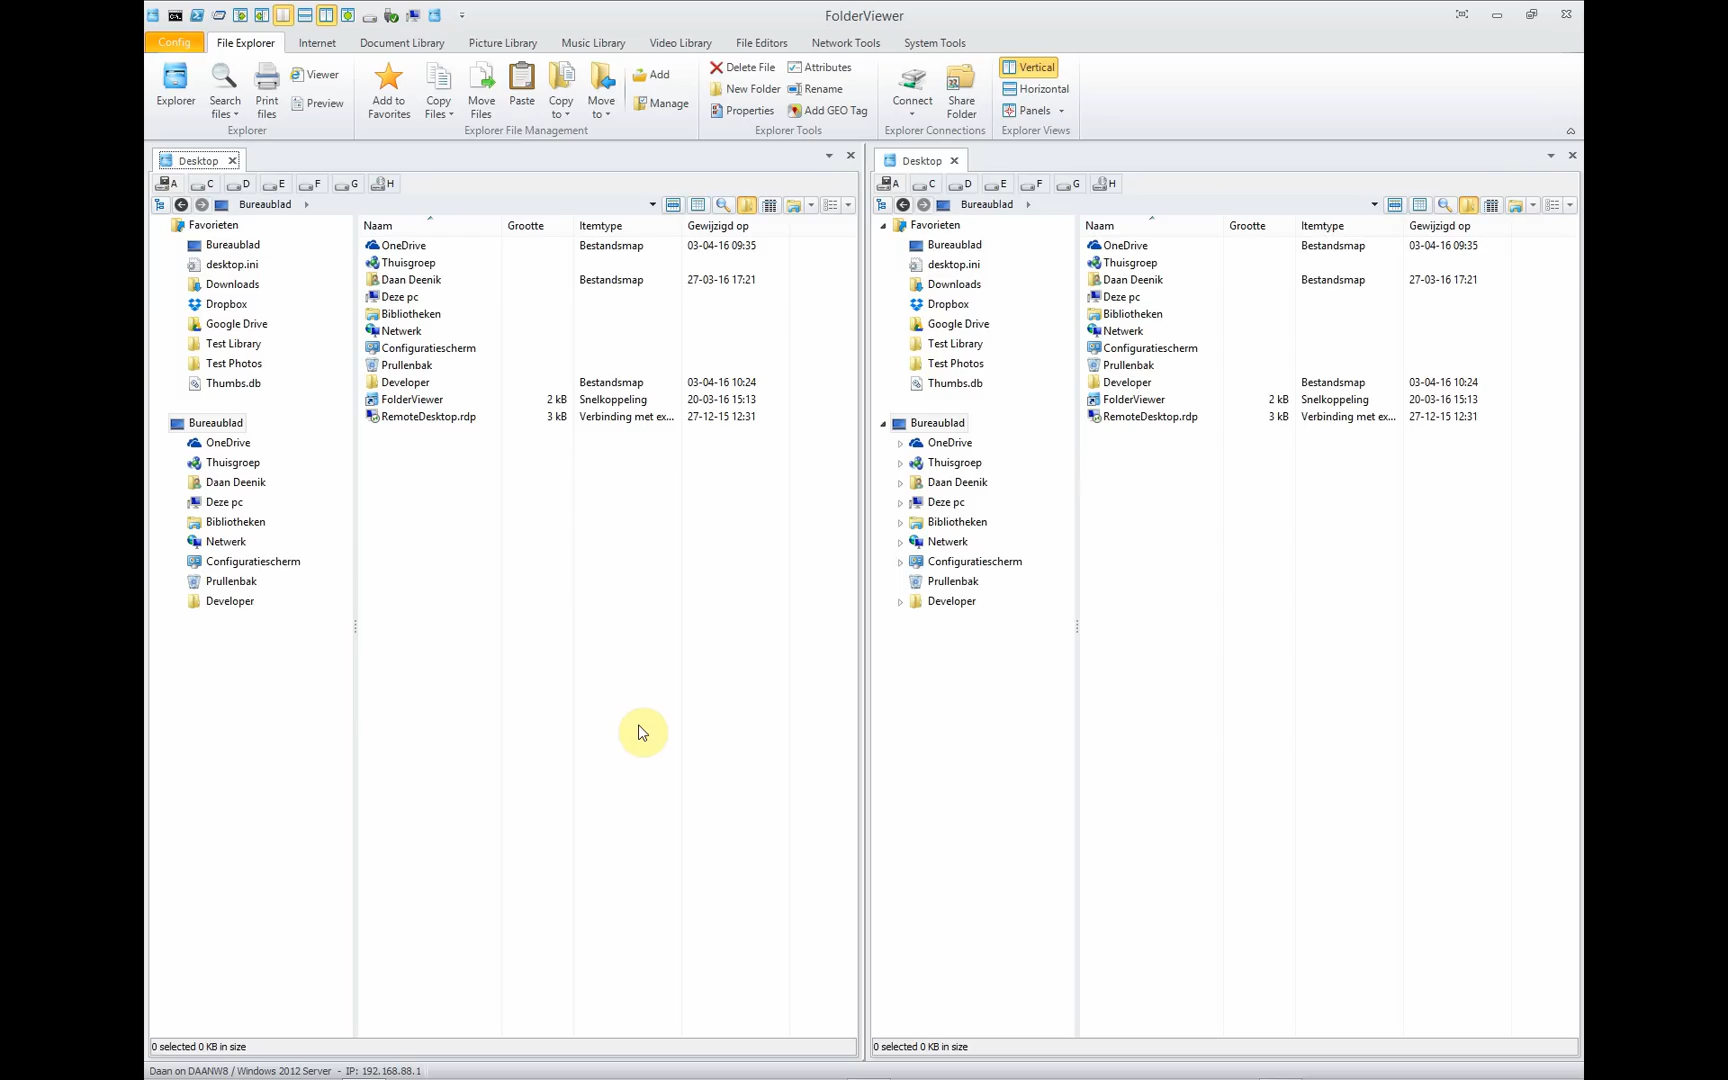 FolderViewer
Config File Explorer Internet Document Library Picture Library Music Library Video Library File Editors Network Tools System Tools
Explorer Search files Print files Viewer Preview
Explorer
Add to Favorites Copy Files Move Files Paste Copy to Move to Add Manage
Explorer File Management
Delete File Attributes
New Folder Rename
Properties Add GEO Tag
Explorer Tools
Connect Share Folder
Explorer Connections
Vertical
Horizontal
Panels
Explorer Views
Desktop
A C D E F G H
Bureaublad
Favorieten
Bureaublad
desktop.ini
Downloads
Dropbox
Google Drive
Test Library
Test Photos
Thumbs.db
Bureaublad
OneDrive
Thuisgroep
Daan Deenik
Deze pc
Bibliotheken
Netwerk
Configuratiescherm
Prullenbak
Developer
Naam Grootte Itemtype Gewijzigd op
OneDrive Bestandsmap 03-04-16 09:35
Thuisgroep
Daan Deenik Bestandsmap 27-03-16 17:21
Deze pc
Bibliotheken
Netwerk
Configuratiescherm
Prullenbak
Developer Bestandsmap 03-04-16 10:24
FolderViewer 2 kB Snelkoppeling 20-03-16 15:13
RemoteDesktop.rdp 3 kB Verbinding met ex... 27-12-15 12:31
0 selected 0 KB in size
Desktop
A C D E F G H
Bureaublad
Favorieten
Bureaublad
desktop.ini
Downloads
Dropbox
Google Drive
Test Library
Test Photos
Thumbs.db
Bureaublad
OneDrive
Thuisgroep
Daan Deenik
Deze pc
Bibliotheken
Netwerk
Configuratiescherm
Prullenbak
Developer
Naam Grootte Itemtype Gewijzigd op
OneDrive Bestandsmap 03-04-16 09:35
Thuisgroep
Daan Deenik Bestandsmap 27-03-16 17:21
Deze pc
Bibliotheken
Netwerk
Configuratiescherm
Prullenbak
Developer Bestandsmap 03-04-16 10:24
FolderViewer 2 kB Snelkoppeling 20-03-16 15:13
RemoteDesktop.rdp 3 kB Verbinding met ex... 27-12-15 12:31
0 selected 0 KB in size
Daan on DAANW8 / Windows 2012 Server - IP: 192.168.88.1